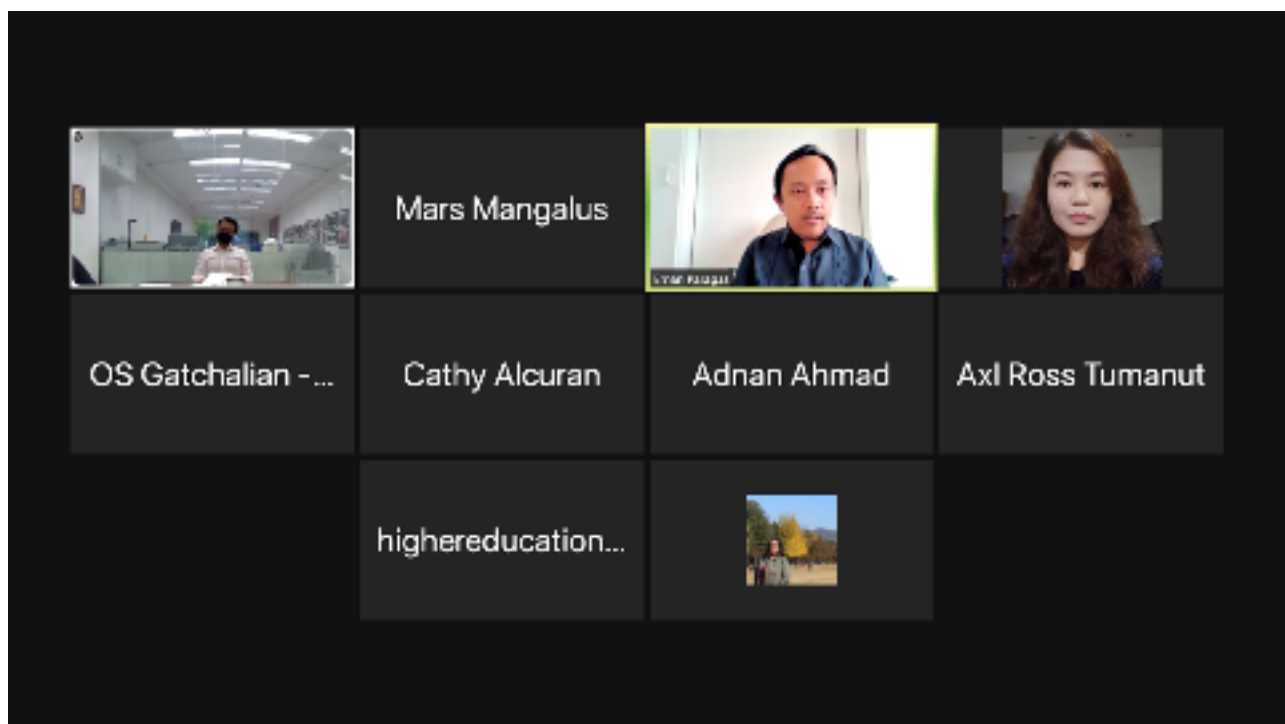 Mars Mangalus
OS Gatchalian -...
Cathy Alcuran
Adnan Ahmad
Axl Ross Tumanut
highereducation...